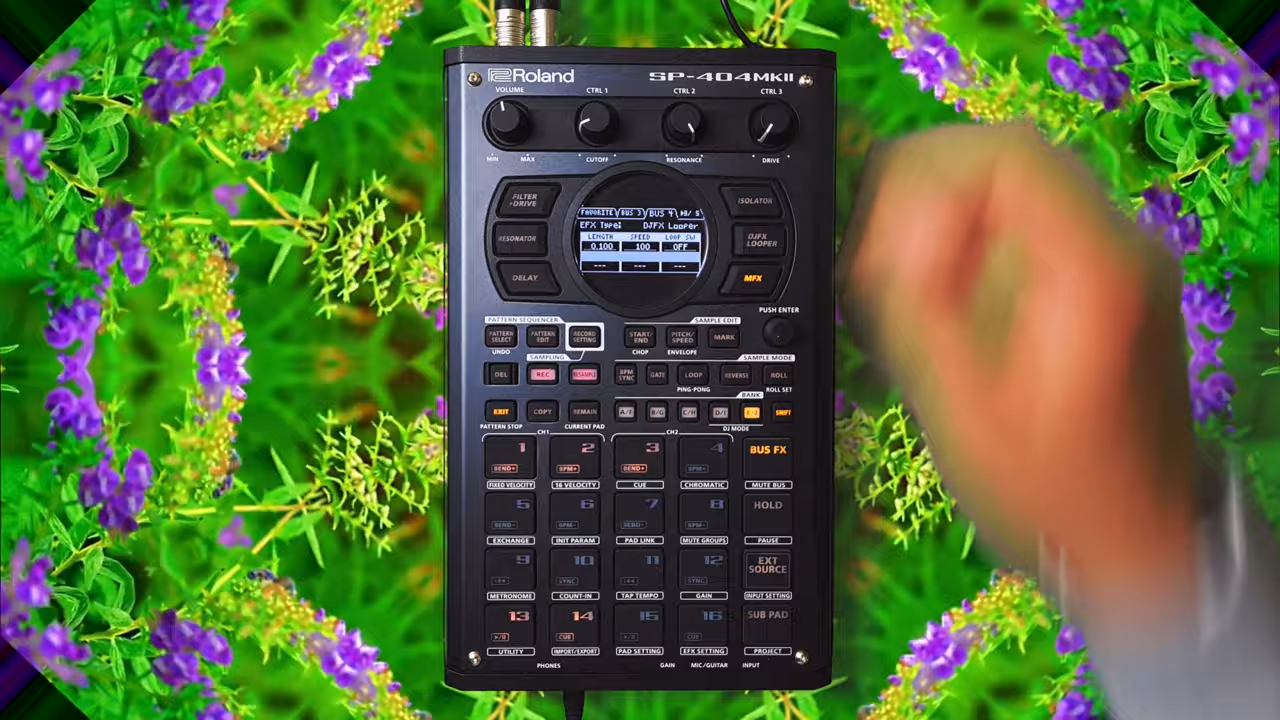 Roland SP-404MKII
VOLUME CTRL 1 CTRL 2 CTRL 3
MIN MAX CUTOFF RESONANCE DRIVE
FILTER +DRIVE ISOLATOR
FAVORITE BUS 3 BUS 4
EFX Type: DJFX Looper
LENGTH SPEED LOOP SW
0.100 100 OFF
--- --- ---
RESONATOR DJFX LOOPER
DELAY MFX
PUSH ENTER
PATTERN SEQUENCER SAMPLE EDIT
PATTERN SELECT PATTERN EDIT RECORD SETTING START/END PITCH/SPEED MARK
UNDO CHOP ENVELOPE
SAMPLING SAMPLE MODE
DEL REC RESAMPLE BPM SYNC GATE LOOP REVERSE ROLL
PING-PONG ROLL SET
BANK
EXIT COPY REMAIN A/F B/G C/H D/I E/J SHIFT
PATTERN STOP CURRENT PAD DJ MODE
CH1 CH2
1 2 3 4 BUS FX
BEND+ BPM+ BEND+ BPM+
FIXED VELOCITY 16 VELOCITY CUE CHROMATIC MUTE BUS
5 6 7 8 HOLD
BEND- BPM- BEND- BPM-
EXCHANGE INIT PARAM PAD LINK MUTE GROUPS PAUSE
9 10 11 12 EXT SOURCE
SYNC SYNC
METRONOME COUNT-IN TAP TEMPO GAIN INPUT SETTING
13 14 15 16 SUB PAD
CUE CUE
UTILITY IMPORT/EXPORT PAD SETTING EFX SETTING PROJECT
PHONES GAIN MIC/GUITAR INPUT